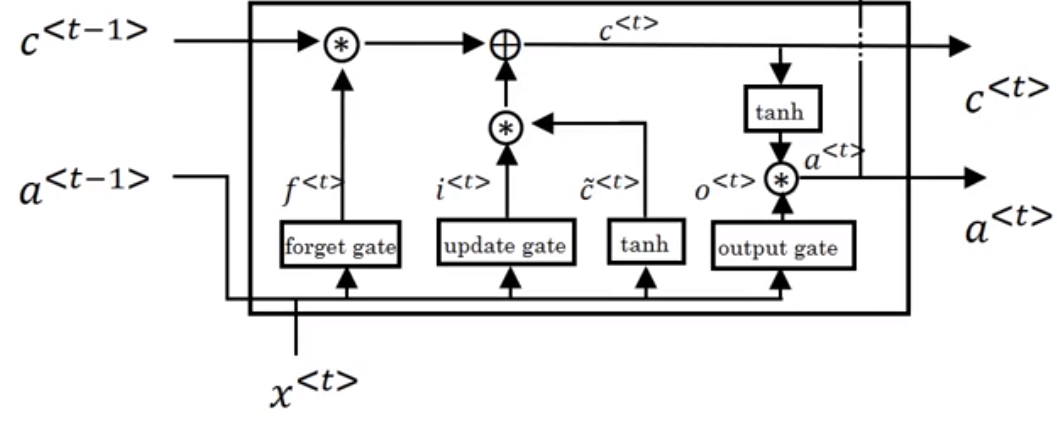 c<t−1>
c<t>
c<t>
tanh
a<t−1>
a<t>
f<t>
i<t>
c̃<t>
o<t>
a<t>
forget gate
update gate
tanh
output gate
x<t>